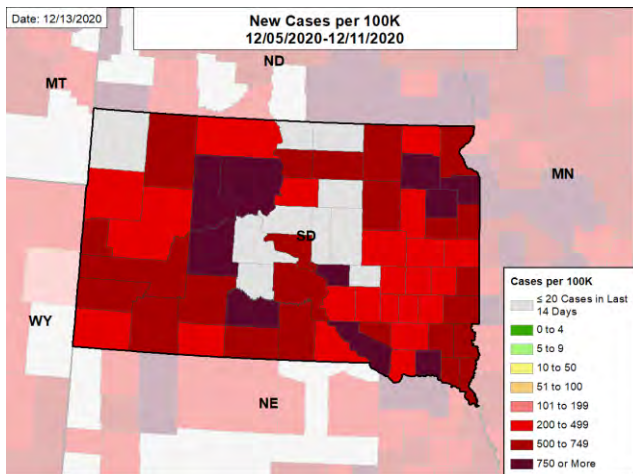 Date: 12/13/2020
New Cases per 100K
12/05/2020-12/11/2020
ND
MT
MN
SD
WY
NE
Cases per 100K
≤ 20 Cases in Last
14 Days
0 to 4
5 to 9
10 to 50
51 to 100
101 to 199
200 to 499
500 to 749
750 or More